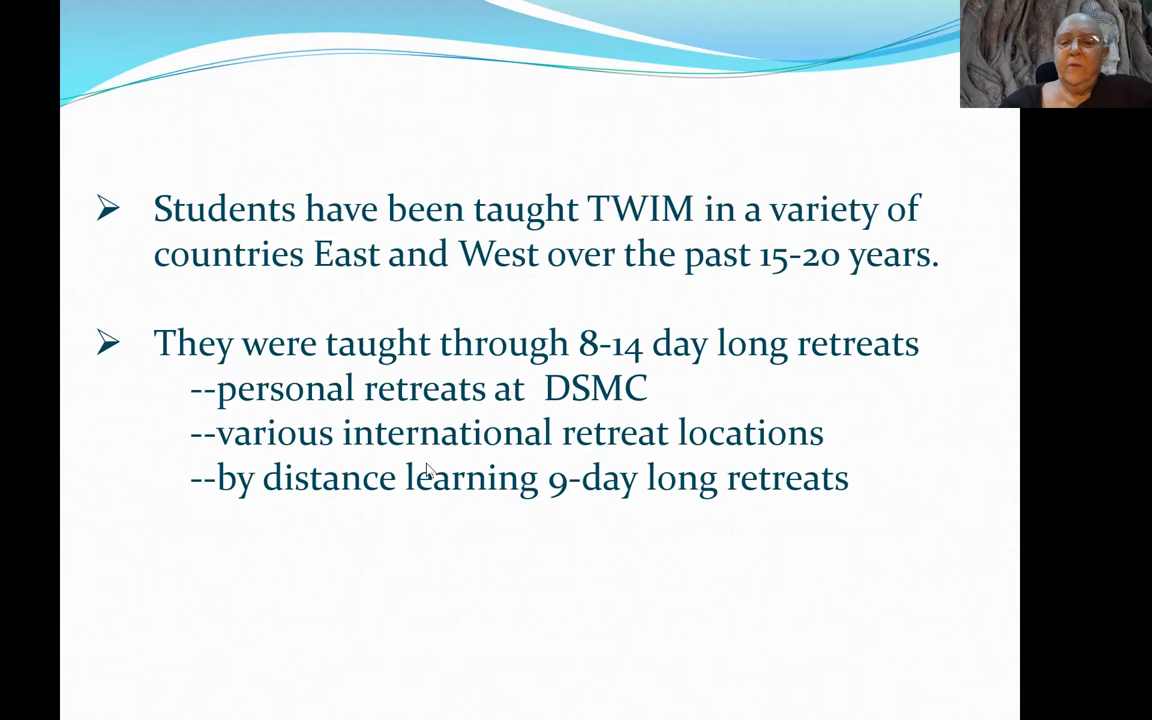 Students have been taught TWIM in a variety of
countries East and West over the past 15-20 years.
They were taught through 8-14 day long retreats
--personal retreats at DSMC
--various international retreat locations
--by distance learning 9-day long retreats